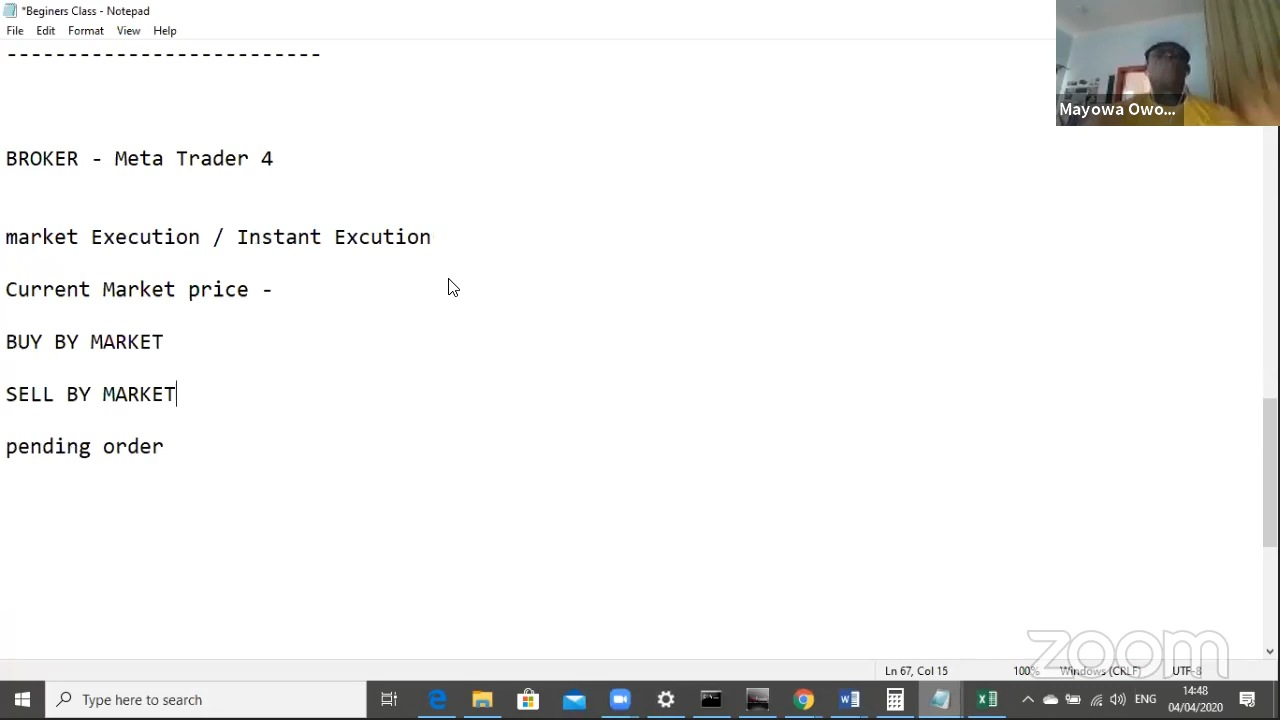 *Beginers Class - Notepad
File Edit Format View Help
--------------------------
Mayowa Owo...
BROKER - Meta Trader 4
market Execution / Instant Excution
Current Market price -
BUY BY MARKET
SELL BY MARKET
pending order
zoom
Ln 67, Col 15 100% Windows (CRLF) UTF-8
Type here to search
ENG
14:48
04/04/2020